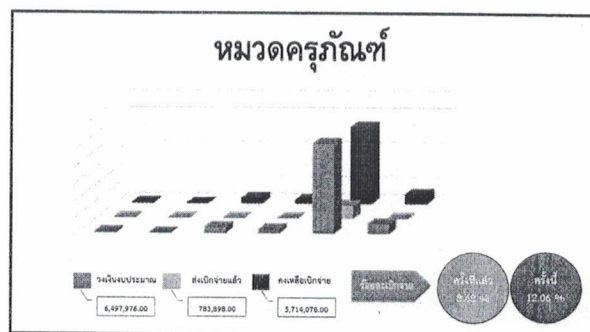 หมวดครุภัณฑ์
วงเงินงบประมาณ ส่งเบิกจ่ายแล้ว คงเหลือเบิกจ่าย
6,497,976.00 783,898.00 5,714,078.00
ร้อยละเบิกจ่าย
ครั้งที่แล้ว ครั้งนี้
12.06 %